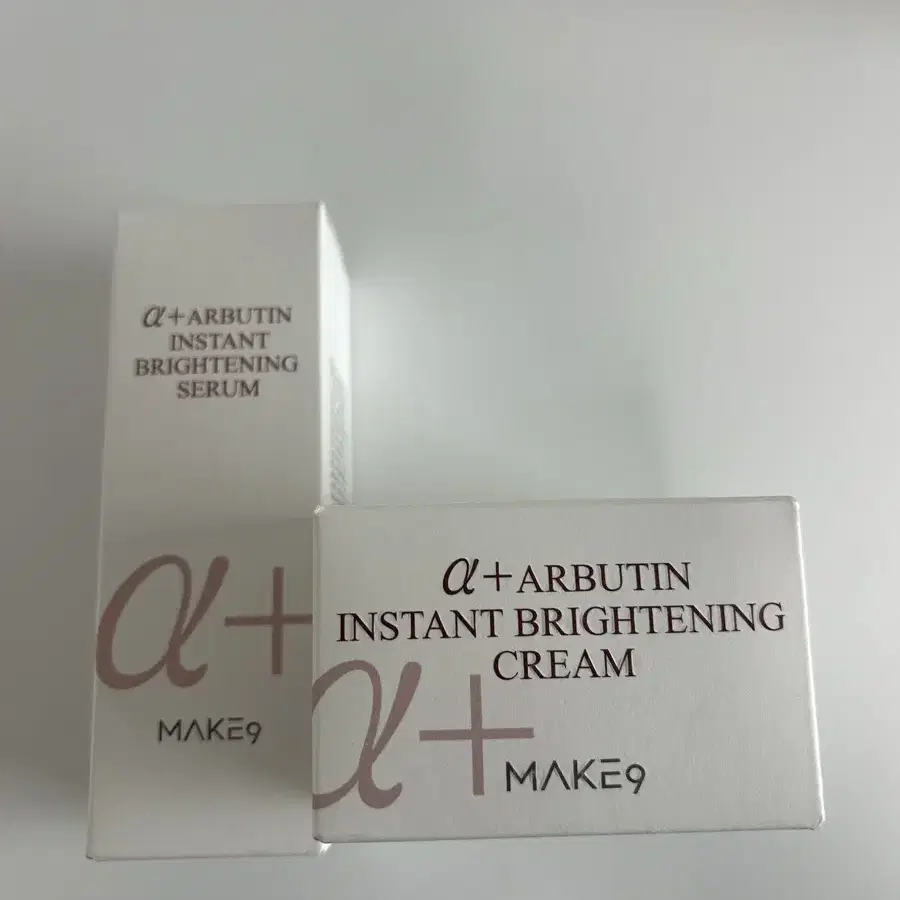 α+ARBUTIN
INSTANT
BRIGHTENING
SERUM
α+
MAKE9
α+ARBUTIN
INSTANT BRIGHTENING
CREAM
α+
MAKE9